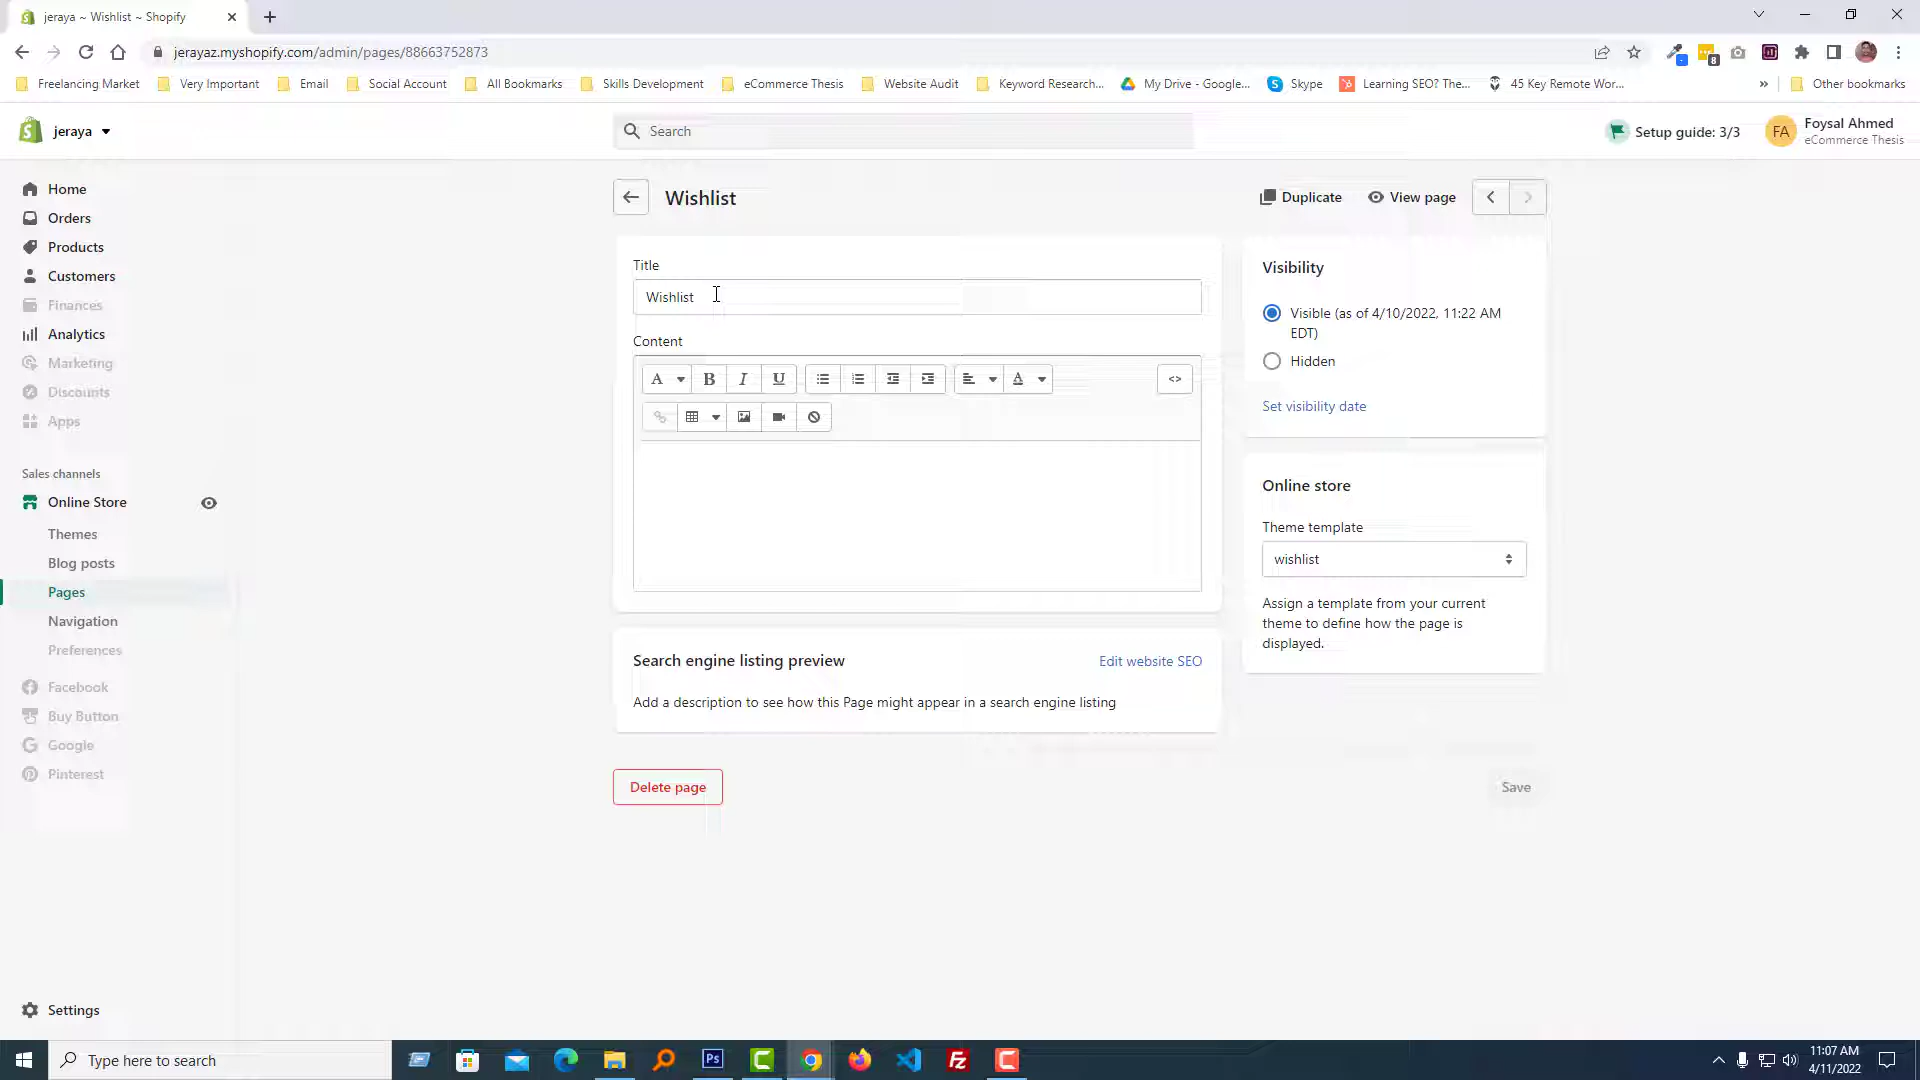 jeraya ~ Wishlist ~ Shopify
jerayaz.myshopify.com/admin/pages/88663752873
8
Freelancing Market
Very Important
Email
Social Account
All Bookmarks
Skills Development
eCommerce Thesis
Website Audit
Keyword Research...
My Drive - Google...
Skype
Learning SEO? The...
45 Key Remote Wor...
»
Other bookmarks
jeraya
Search
Setup guide: 3/3
FA
Foysal Ahmed
eCommerce Thesis
Home
Orders
Products
Customers
Finances
Analytics
Marketing
Discounts
Apps
Sales channels
Online Store
Themes
Blog posts
Pages
Navigation
Preferences
Facebook
Buy Button
Google
Pinterest
Settings
Wishlist
Duplicate
View page
Title
Wishlist
Content
A
B
I
U
A
<>
Search engine listing preview
Edit website SEO
Add a description to see how this Page might appear in a search engine listing
Delete page
Save
Visibility
Visible (as of 4/10/2022, 11:22 AM
EDT)
Hidden
Set visibility date
Online store
Theme template
wishlist
Assign a template from your current
theme to define how the page is
displayed.
Type here to search
Ps
11:07 AM
4/11/2022